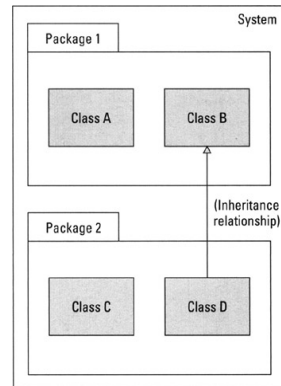 System
Package 1
Class A
Class B
(Inheritance
relationship)
Package 2
Class C
Class D